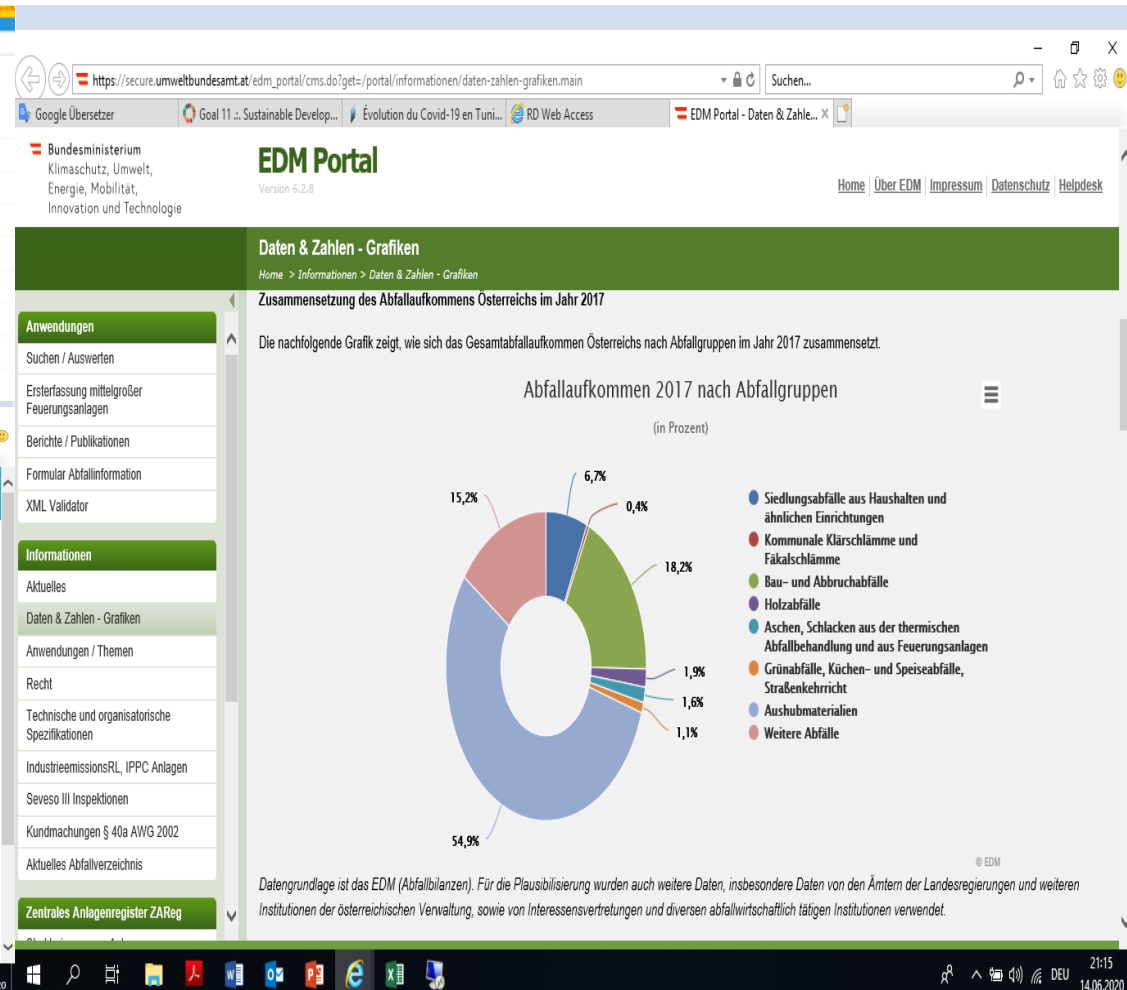 https://secure.umweltbundesamt.at/edm_portal/cms.do?get=/portal/informationen/daten-zahlen-grafiken.main
Suchen...
Google Übersetzer
Goal 11 .:. Sustainable Develop...
Évolution du Covid-19 en Tuni...
RD Web Access
EDM Portal - Daten & Zahle...
Bundesministerium
Klimaschutz, Umwelt,
Energie, Mobilität,
Innovation und Technologie
EDM Portal
Version 6.2.8
Home | Über EDM | Impressum | Datenschutz | Helpdesk
Daten & Zahlen - Grafiken
Home > Informationen > Daten & Zahlen - Grafiken
Anwendungen
Suchen / Auswerten
Ersterfassung mittelgroßer
Feuerungsanlagen
Berichte / Publikationen
Formular Abfallinformation
XML Validator
Informationen
Aktuelles
Daten & Zahlen - Grafiken
Anwendungen / Themen
Recht
Technische und organisatorische
Spezifikationen
IndustrieemissionsRL, IPPC Anlagen
Seveso III Inspektionen
Kundmachungen § 40a AWG 2002
Aktuelles Abfallverzeichnis
Zentrales Anlagenregister ZAReg
Zusammensetzung des Abfallaufkommens Österreichs im Jahr 2017
Die nachfolgende Grafik zeigt, wie sich das Gesamtabfallaufkommen Österreichs nach Abfallgruppen im Jahr 2017 zusammensetzt.
Abfallaufkommen 2017 nach Abfallgruppen
(in Prozent)
6,7%
0,4%
18,2%
1,9%
1,6%
1,1%
54,9%
15,2%
Siedlungsabfälle aus Haushalten und
ähnlichen Einrichtungen
Kommunale Klärschlämme und
Fäkalschlämme
Bau- und Abbruchabfälle
Holzabfälle
Aschen, Schlacken aus der thermischen
Abfallbehandlung und aus Feuerungsanlagen
Grünabfälle, Küchen- und Speiseabfälle,
Straßenkehrricht
Aushubmaterialien
Weitere Abfälle
© EDM
Datengrundlage ist das EDM (Abfallbilanzen). Für die Plausibilisierung wurden auch weitere Daten, insbesondere Daten von den Ämtern der Landesregierungen und weiteren
Institutionen der österreichischen Verwaltung, sowie von Interessensvertretungen und diversen abfallwirtschaftlich tätigen Institutionen verwendet.
DEU
21:15
14.06.2020